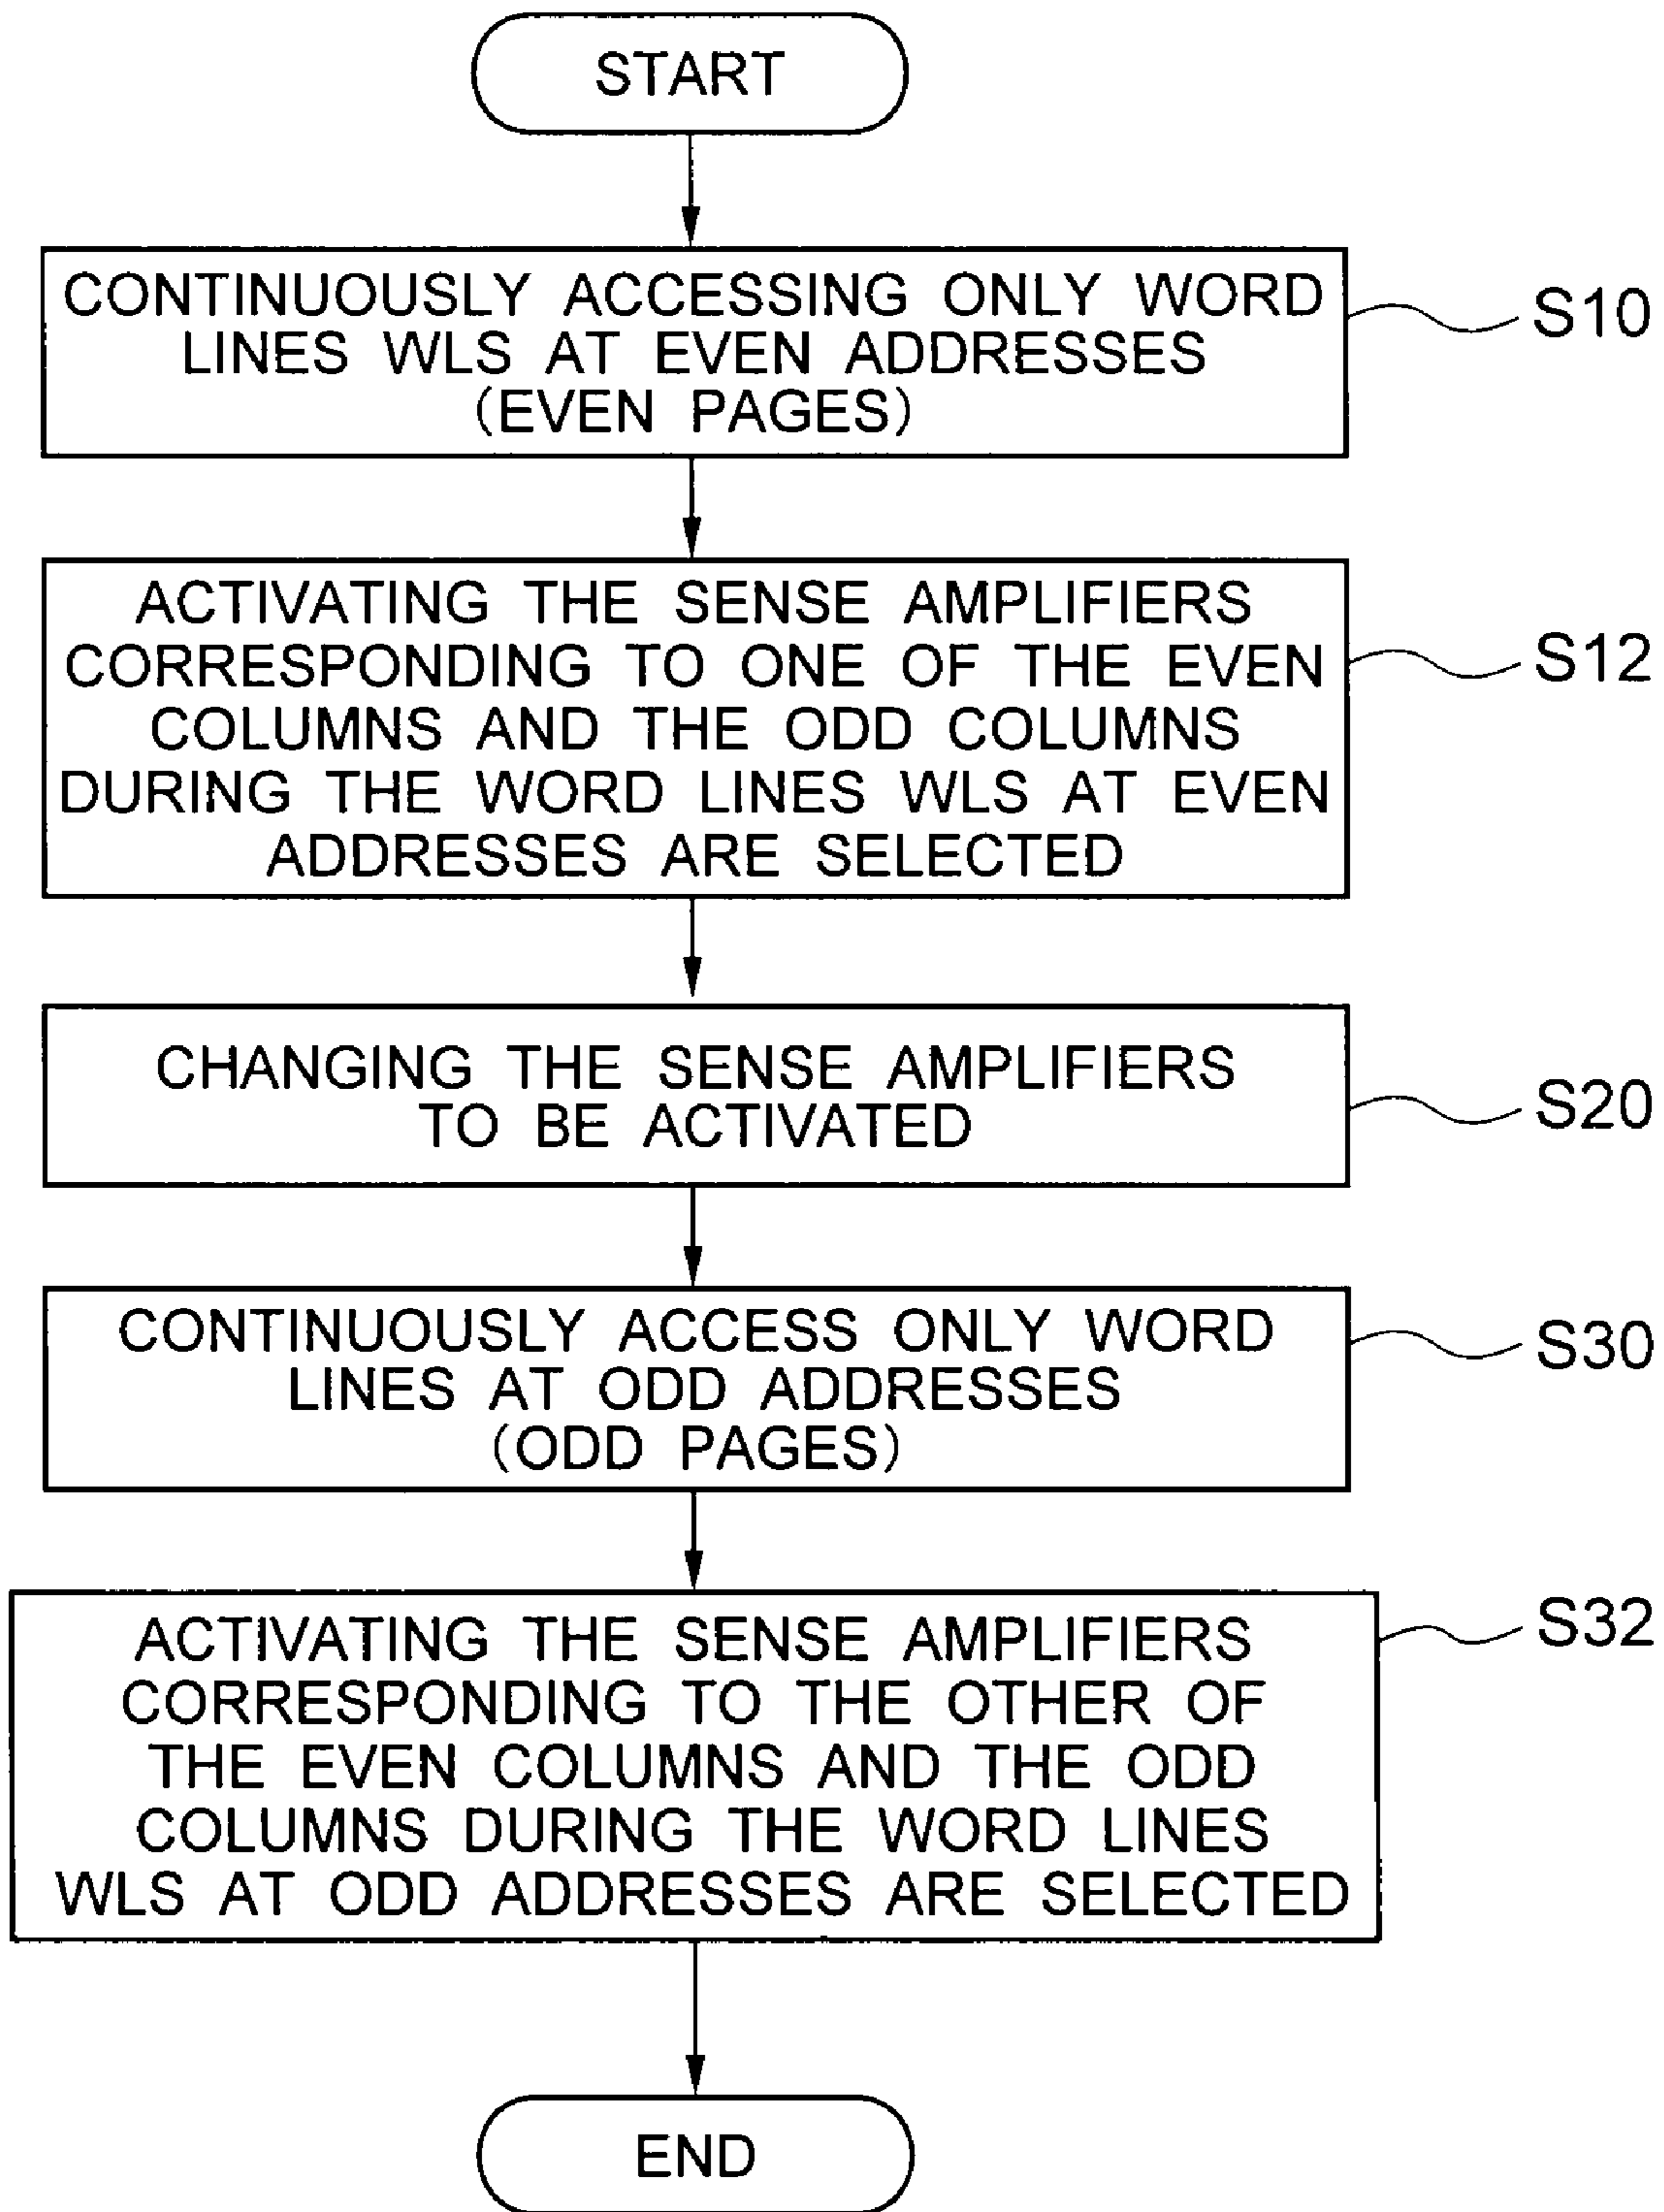 START
CONTINUOUSLY ACCESSING ONLY WORD
LINES WLS AT EVEN ADDRESSES
(EVEN PAGES)
S10
ACTIVATING THE SENSE AMPLIFIERS
CORRESPONDING TO ONE OF THE EVEN
COLUMNS AND THE ODD COLUMNS
DURING THE WORD LINES WLS AT EVEN
ADDRESSES ARE SELECTED
S12
CHANGING THE SENSE AMPLIFIERS
TO BE ACTIVATED
S20
CONTINUOUSLY ACCESS ONLY WORD
LINES AT ODD ADDRESSES
(ODD PAGES)
S30
ACTIVATING THE SENSE AMPLIFIERS
CORRESPONDING TO THE OTHER OF
THE EVEN COLUMNS AND THE ODD
COLUMNS DURING THE WORD LINES
WLS AT ODD ADDRESSES ARE SELECTED
S32
END